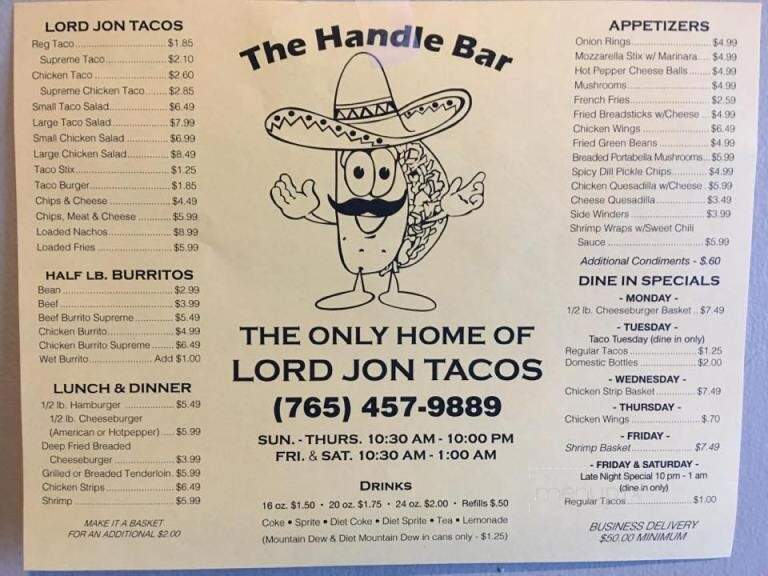 LORD JON TACOS
Reg Taco $1.85
Supreme Taco $2.10
Chicken Taco $2.60
Supreme Chicken Taco $2.85
Small Taco Salad $6.49
Large Taco Salad $7.99
Small Chicken Salad $6.99
Large Chicken Salad $8.49
Taco Stix $1.25
Taco Burger $1.85
Chips & Cheese $4.49
Chips, Meat & Cheese $5.99
Loaded Nachos $8.99
Loaded Fries $5.99
HALF LB. BURRITOS
Bean $2.99
Beef $3.99
Beef Burrito Supreme $5.49
Chicken Burrito $4.99
Chicken Burrito Supreme $6.49
Wet Burrito Add $1.00
LUNCH & DINNER
1/2 lb. Hamburger $5.49
1/2 lb. Cheeseburger
(American or Hotpepper) $5.99
Deep Fried Breaded
Cheeseburger $3.99
Grilled or Breaded Tenderloin. $5.99
Chicken Strips $6.49
Shrimp $5.99
MAKE IT A BASKET
FOR AN ADDITIONAL $2.00
The Handle Bar
THE ONLY HOME OF
LORD JON TACOS
(765) 457-9889
SUN. - THURS. 10:30 AM - 10:00 PM
FRI. & SAT. 10:30 AM - 1:00 AM
DRINKS
16 oz. $1.50 • 20 oz. $1.75 • 24 oz. $2.00 • Refills $.50
Coke • Sprite • Diet Coke • Diet Sprite • Tea • Lemonade
(Mountain Dew & Diet Mountain Dew in cans only - $1.25)
APPETIZERS
Onion Rings $4.99
Mozzarella Stix w/ Marinara $4.99
Hot Pepper Cheese Balls $4.99
Mushrooms $4.99
French Fries $2.59
Fried Breadsticks w/Cheese $4.99
Chicken Wings $6.49
Fried Green Beans $4.99
Breaded Portabella Mushrooms $5.99
Spicy Dill Pickle Chips $4.99
Chicken Quesadilla w/Cheese $5.99
Cheese Quesadilla $3.49
Side Winders $3.99
Shrimp Wraps w/Sweet Chili
Sauce $5.99
Additional Condiments - $.60
DINE IN SPECIALS
- MONDAY -
1/2 lb. Cheeseburger Basket $7.49
- TUESDAY -
Taco Tuesday (dine in only)
Regular Tacos $1.25
Domestic Bottles $2.00
- WEDNESDAY -
Chicken Strip Basket $7.49
- THURSDAY -
Chicken Wings $.70
- FRIDAY -
Shrimp Basket $7.49
- FRIDAY & SATURDAY -
Late Night Special 10 pm - 1 am
(dine in only)
Regular Tacos $1.00
BUSINESS DELIVERY
$50.00 MINIMUM